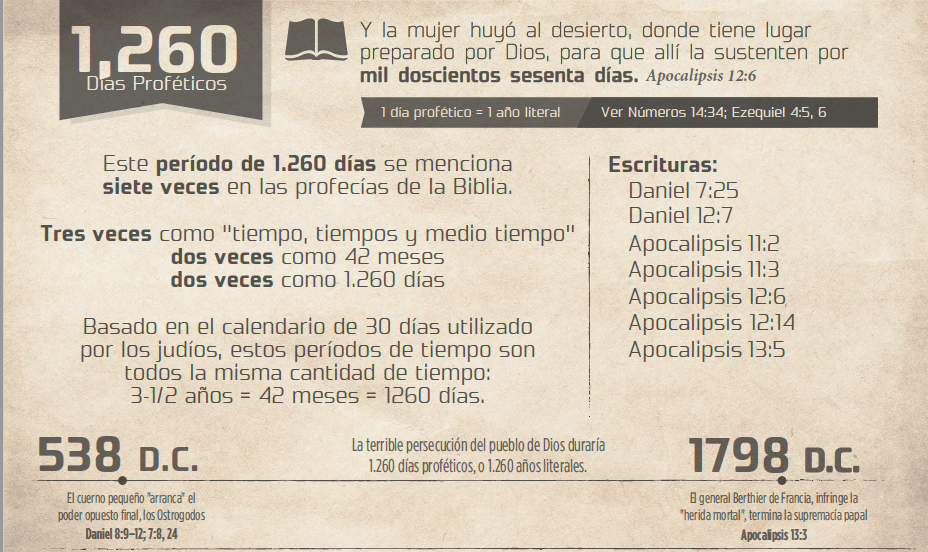 1,260
Días Proféticos
Y la mujer huyó al desierto, donde tiene lugar
preparado por Dios, para que allí la sustenten por
mil doscientos sesenta días. Apocalipsis 12:6
1 día profético = 1 año literal
Ver Números 14:34; Ezequiel 4:5, 6
Este período de 1.260 días se menciona
siete veces en las profecías de la Biblia.
Tres veces como "tiempo, tiempos y medio tiempo"
dos veces como 42 meses
dos veces como 1.260 días
Basado en el calendario de 30 días utilizado
por los judíos, estos períodos de tiempo son
todos la misma cantidad de tiempo:
3-1/2 años = 42 meses = 1260 días.
Escrituras:
Daniel 7:25
Daniel 12:7
Apocalipsis 11:2
Apocalipsis 11:3
Apocalipsis 12:6
Apocalipsis 12:14
Apocalipsis 13:5
538 D.C.
El cuerno pequeño "arranca" el
poder opuesto final, los Ostrogodos
Daniel 8:9–12; 7:8, 24
La terrible persecución del pueblo de Dios duraría
1.260 días proféticos, o 1.260 años literales.
1798 D.C.
El general Berthier de Francia, infringe la
"herida mortal", termina la supremacía papal
Apocalipsis 13:3